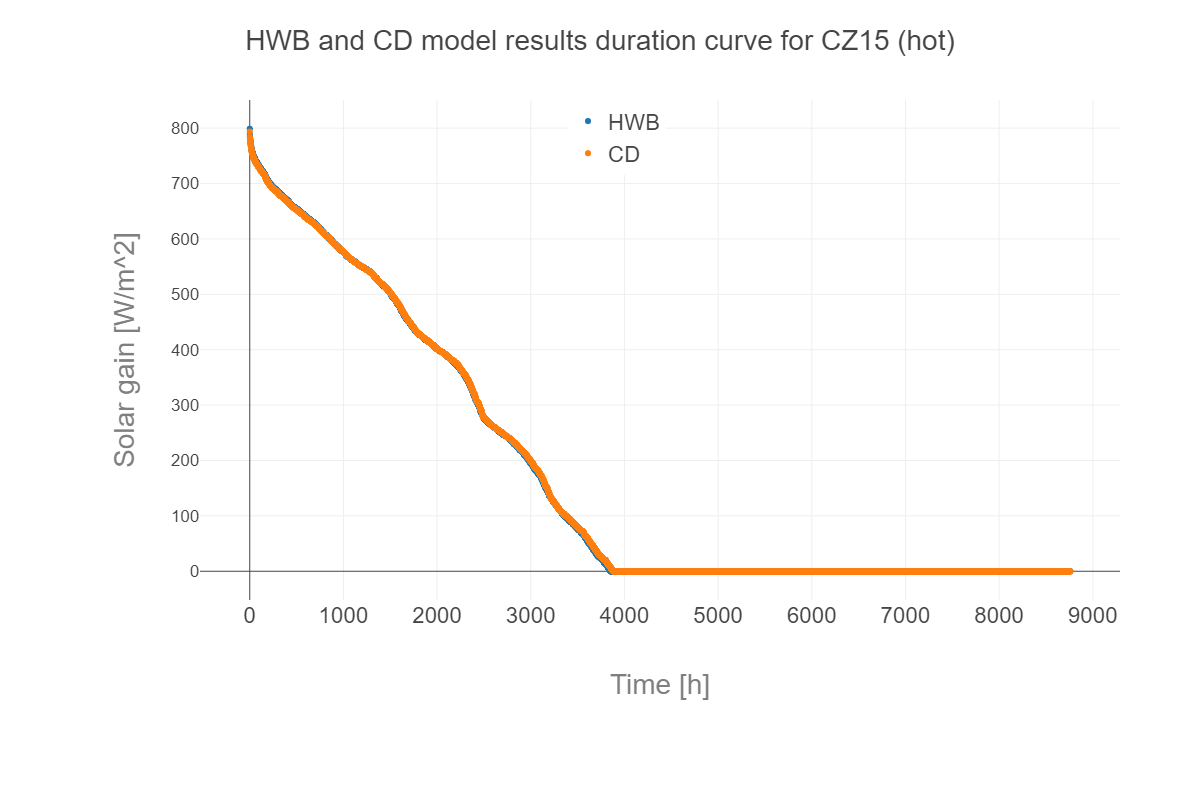 HWB and CD model results duration curve for CZ15 (hot)
HWB
CD
800
700
600
500
400
300
200
100
0
Solar gain [W/m^2]
0 1000 2000 3000 4000 5000 6000 7000 8000 9000
Time [h]